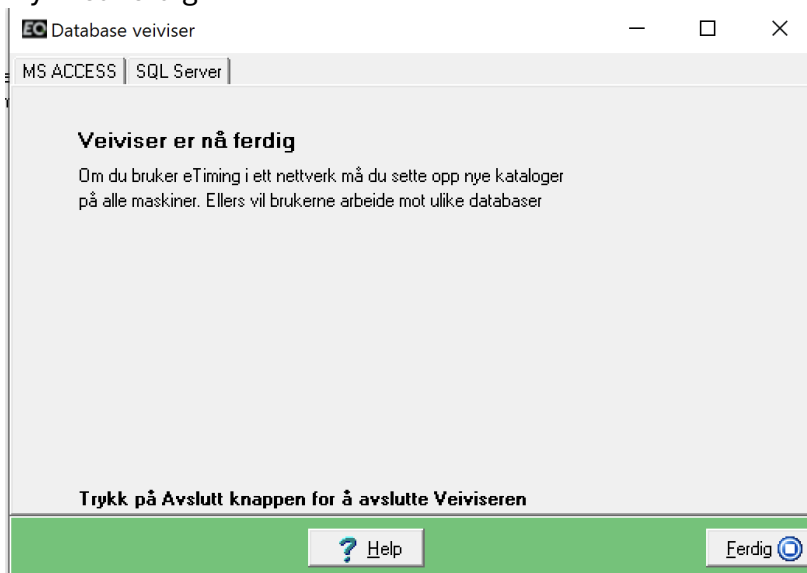 EO Database veiviser
MS ACCESS SQL Server
Veiviser er nå ferdig
Om du bruker eTiming i ett nettverk må du sette opp nye kataloger
på alle maskiner. Ellers vil brukerne arbeide mot ulike databaser
Trykk på Avslutt knappen for å avslutte Veiviseren
? Help Ferdig